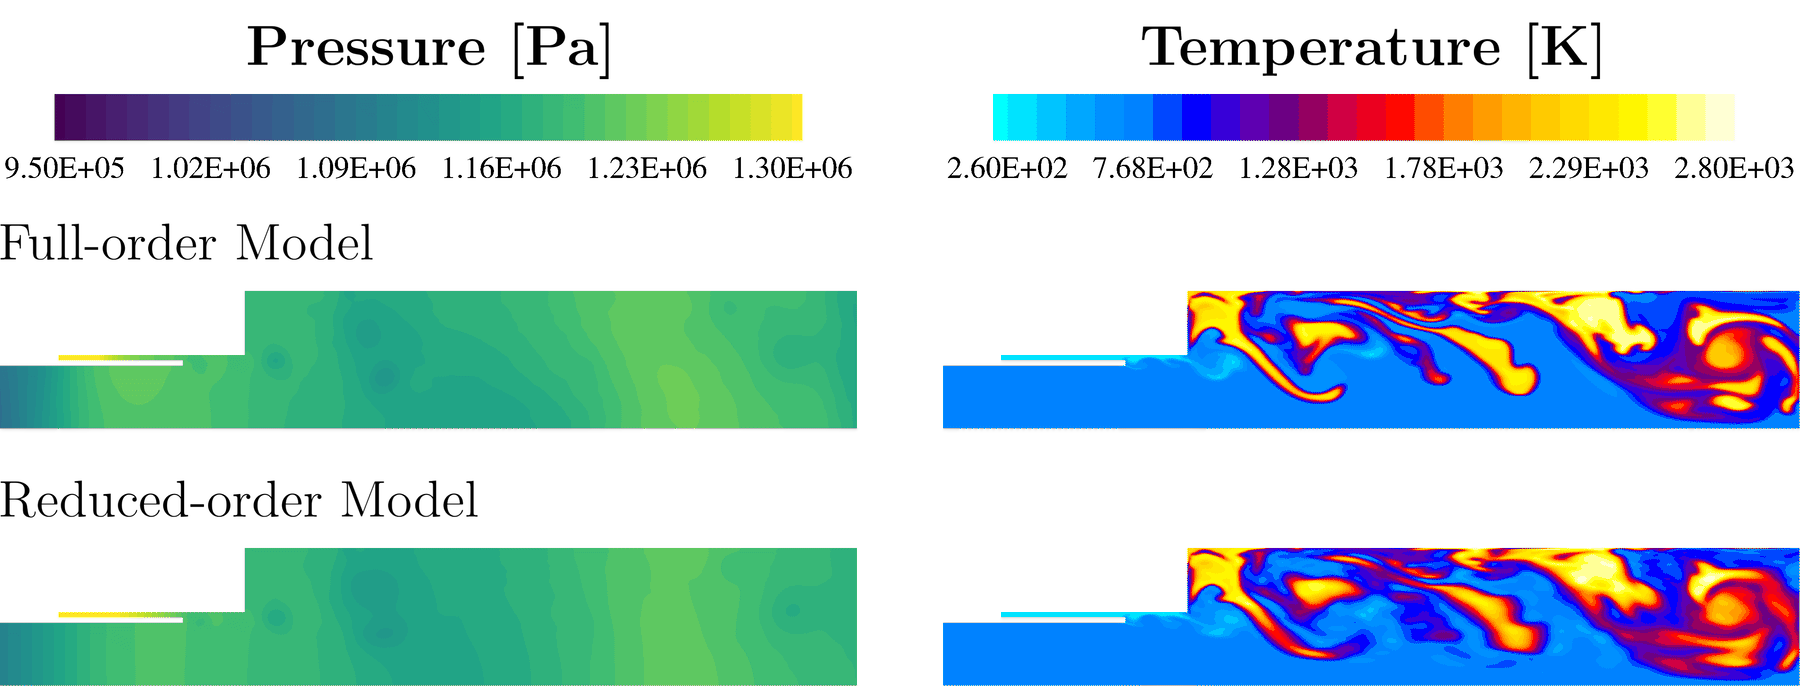 Pressure [Pa]
Temperature [K]
9.50E+05 1.02E+06 1.09E+06 1.16E+06 1.23E+06 1.30E+06
2.60E+02 7.68E+02 1.28E+03 1.78E+03 2.29E+03 2.80E+03
Full-order Model
Reduced-order Model